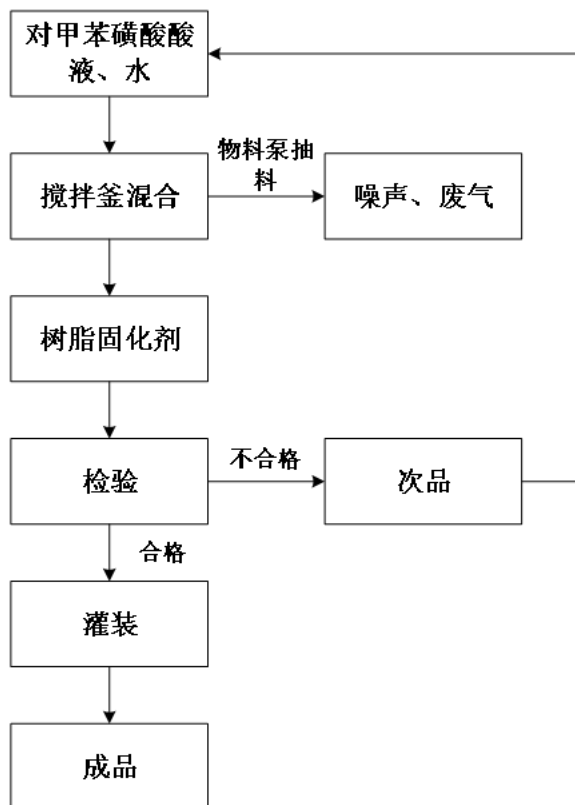 对甲苯磺酸酸
液、水
物料泵抽
料
搅拌釜混合
噪声、废气
树脂固化剂
检验
不合格
次品
合格
灌装
成品